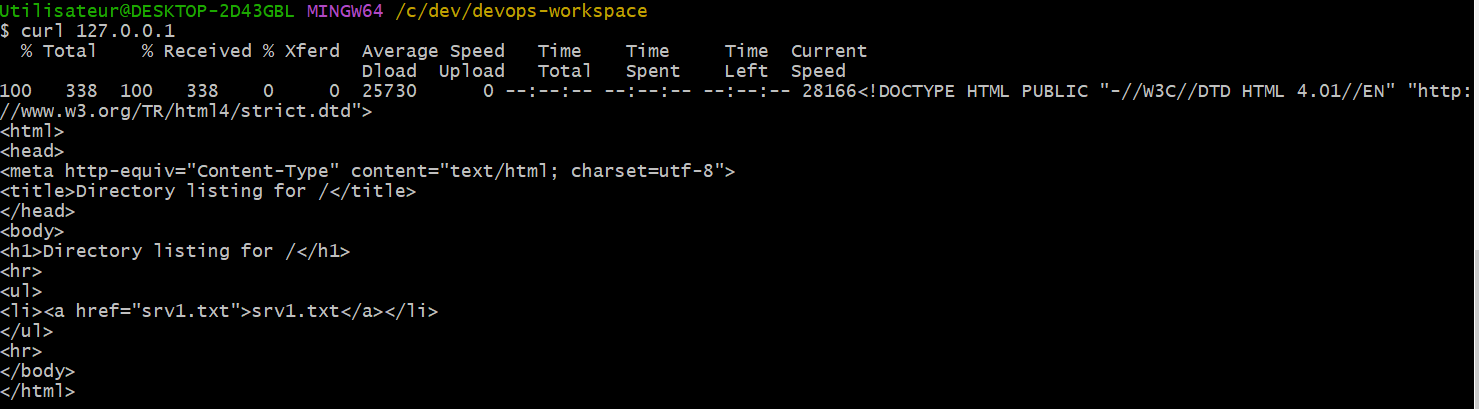 Utilisateur@DESKTOP-2D43GBL MINGW64 /c/dev/devops-workspace
$ curl 127.0.0.1
  % Total    % Received % Xferd  Average Speed   Time    Time     Time  Current
                                 Dload  Upload   Total   Spent    Left  Speed
100   338  100   338    0     0  25730      0 --:--:-- --:--:-- --:--:-- 28166<!DOCTYPE HTML PUBLIC "-//W3C//DTD HTML 4.01//EN" "http:
//www.w3.org/TR/html4/strict.dtd">
<html>
<head>
<meta http-equiv="Content-Type" content="text/html; charset=utf-8">
<title>Directory listing for /</title>
</head>
<body>
<h1>Directory listing for /</h1>
<hr>
<ul>
<li><a href="srv1.txt">srv1.txt</a></li>
</ul>
<hr>
</body>
</html>